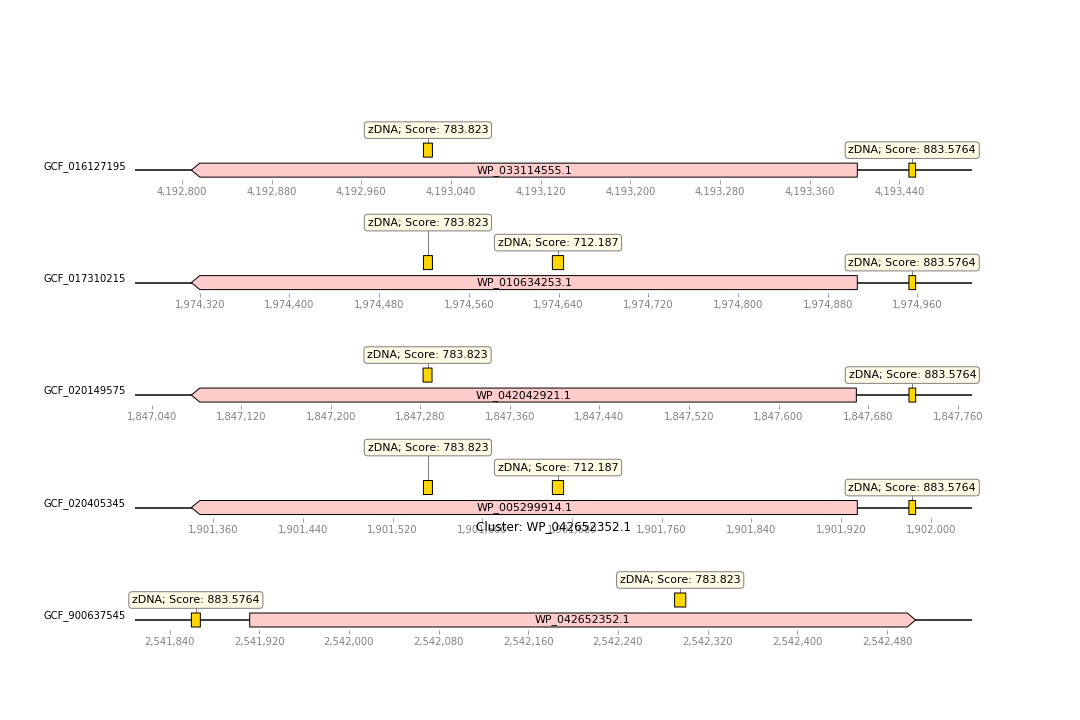 zDNA; Score: 783.823
zDNA; Score: 883.5764
GCF_016127195
WP_033114555.1
4,192,800 4,192,880 4,192,960 4,193,040 4,193,120 4,193,200 4,193,280 4,193,360 4,193,440
zDNA; Score: 783.823
zDNA; Score: 712.187
zDNA; Score: 883.5764
GCF_017310215
WP_010634253.1
1,974,320 1,974,400 1,974,480 1,974,560 1,974,640 1,974,720 1,974,800 1,974,880 1,974,960
zDNA; Score: 783.823
zDNA; Score: 883.5764
GCF_020149575
WP_042042921.1
1,847,040 1,847,120 1,847,200 1,847,280 1,847,360 1,847,440 1,847,520 1,847,600 1,847,680 1,847,760
zDNA; Score: 783.823
zDNA; Score: 712.187
zDNA; Score: 883.5764
GCF_020405345
WP_005299914.1
Cluster: WP_042652352.1
1,901,360 1,901,440 1,901,520 1,901,760 1,901,840 1,901,920 1,902,000
zDNA; Score: 783.823
zDNA; Score: 883.5764
GCF_900637545
WP_042652352.1
2,541,840 2,541,920 2,542,000 2,542,080 2,542,160 2,542,240 2,542,320 2,542,400 2,542,480